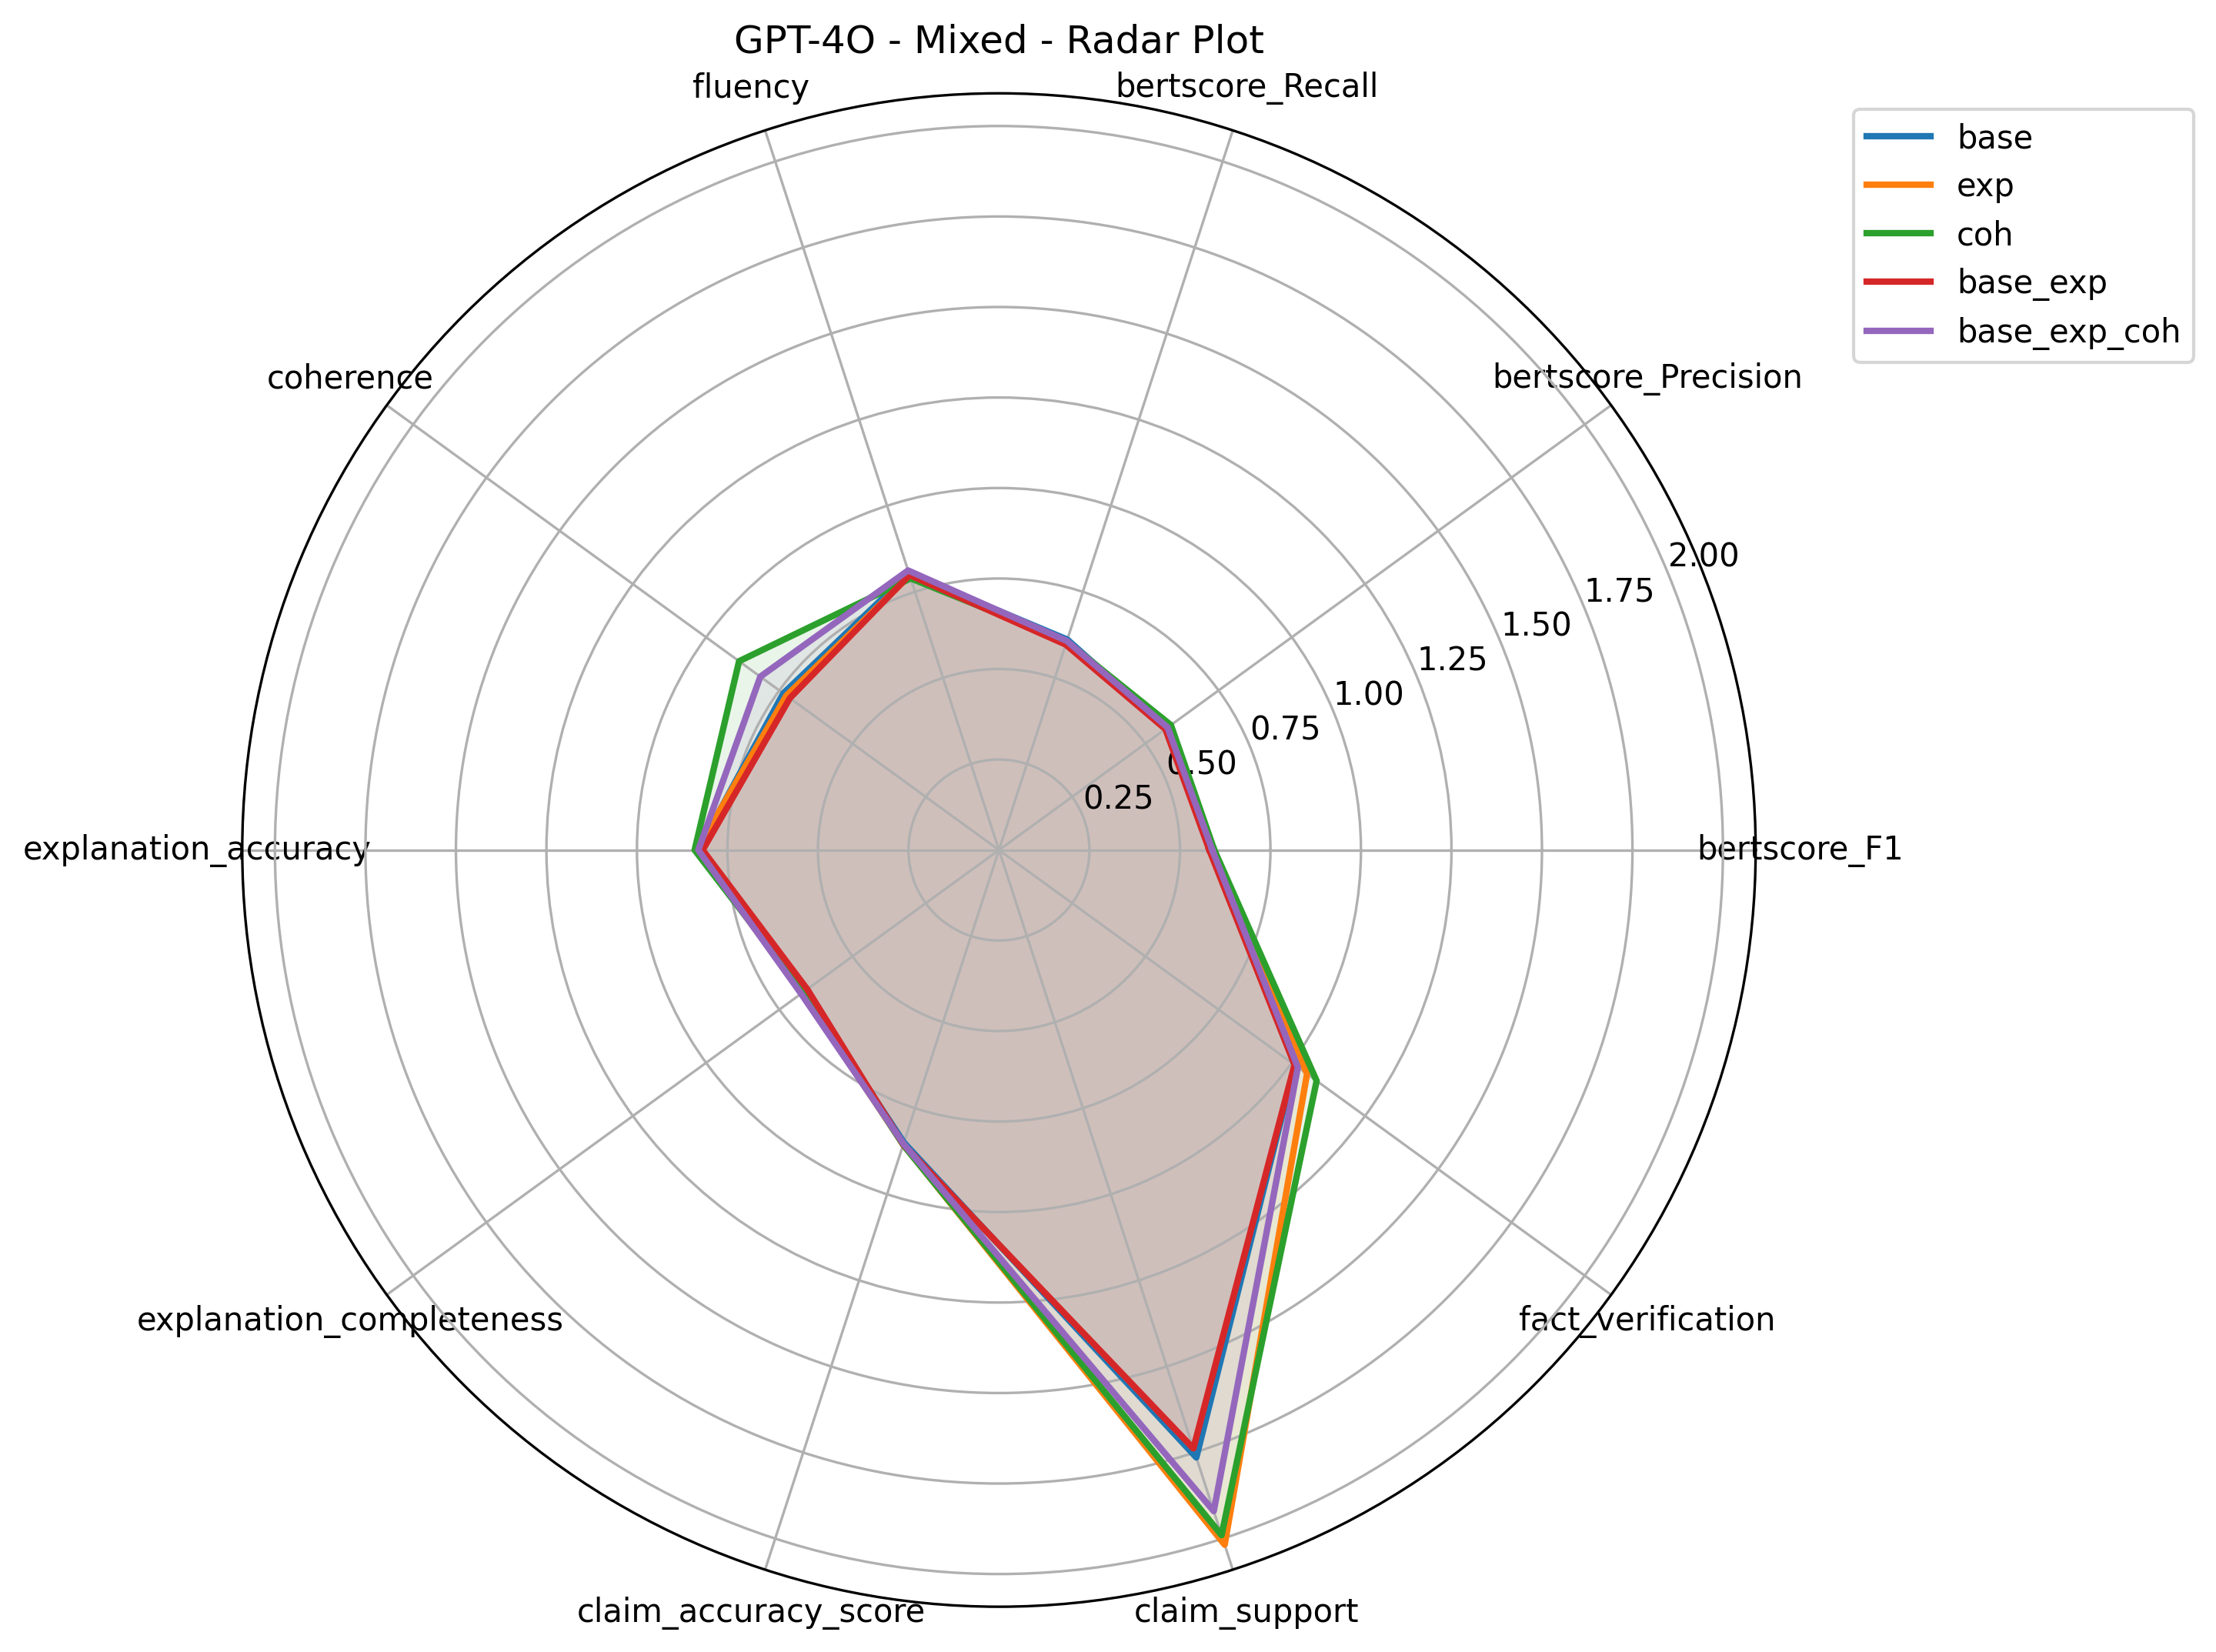 GPT-4O - Mixed - Radar Plot
fluency
bertscore_Recall
base
exp
coh
base_exp
base_exp_coh
coherence
bertscore_Precision
2.00
1.75
1.50
1.25
1.00
0.75
0.50
0.25
explanation_accuracy
bertscore_F1
explanation_completeness
fact_verification
claim_accuracy_score
claim_support